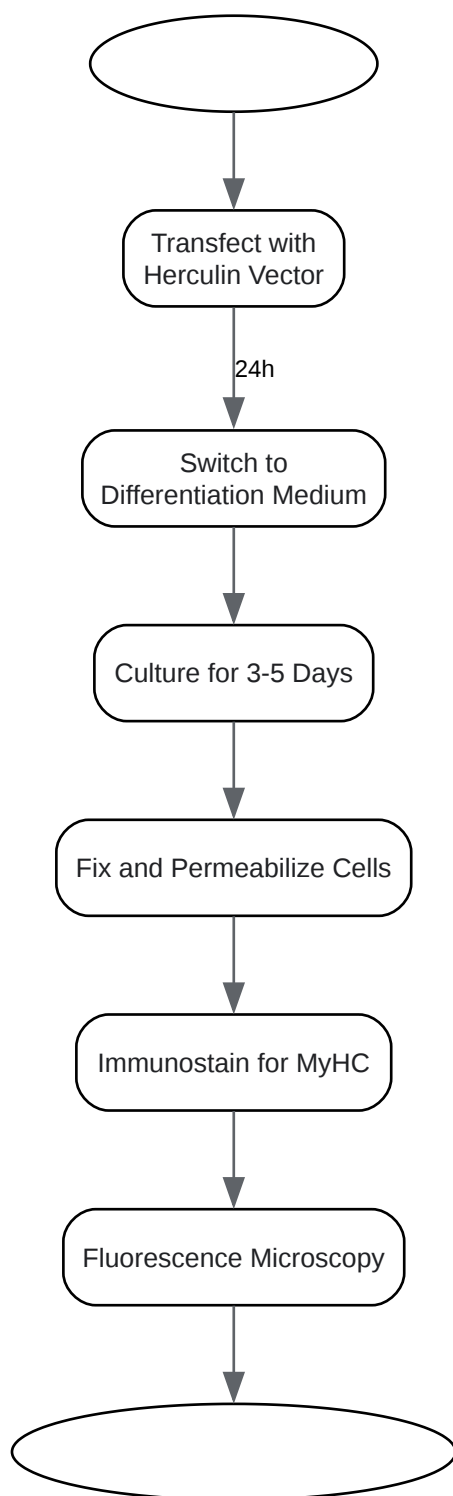 Transfect with
Herculin Vector
24h
Switch to
Differentiation Medium
Culture for 3-5 Days
Fix and Permeabilize Cells
Immunostain for MyHC
Fluorescence Microscopy